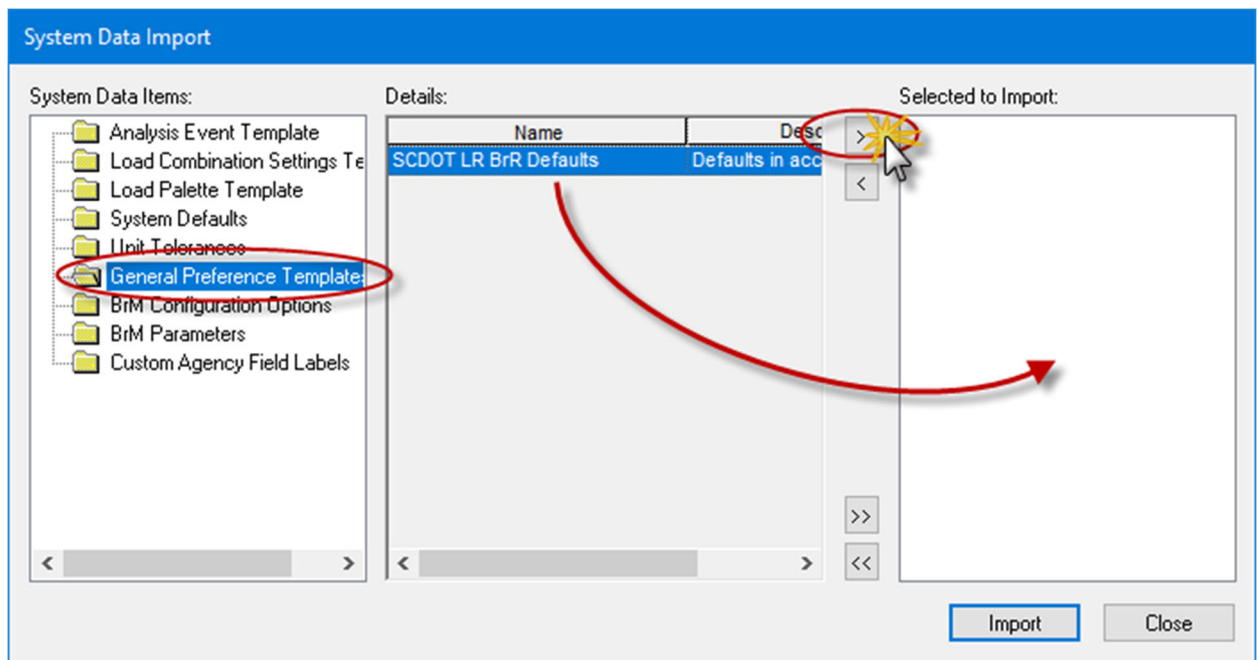 System Data Import
System Data Items:
Analysis Event Template
Load Combination Settings Te
Load Palette Template
System Defaults
Unit Tolerances
General Preference Templates
BrM Configuration Options
BrM Parameters
Custom Agency Field Labels
Details:
Name Desc
SCDOT LR BrR Defaults Defaults in acc
>
<
>>
<<
Selected to Import:
Import Close